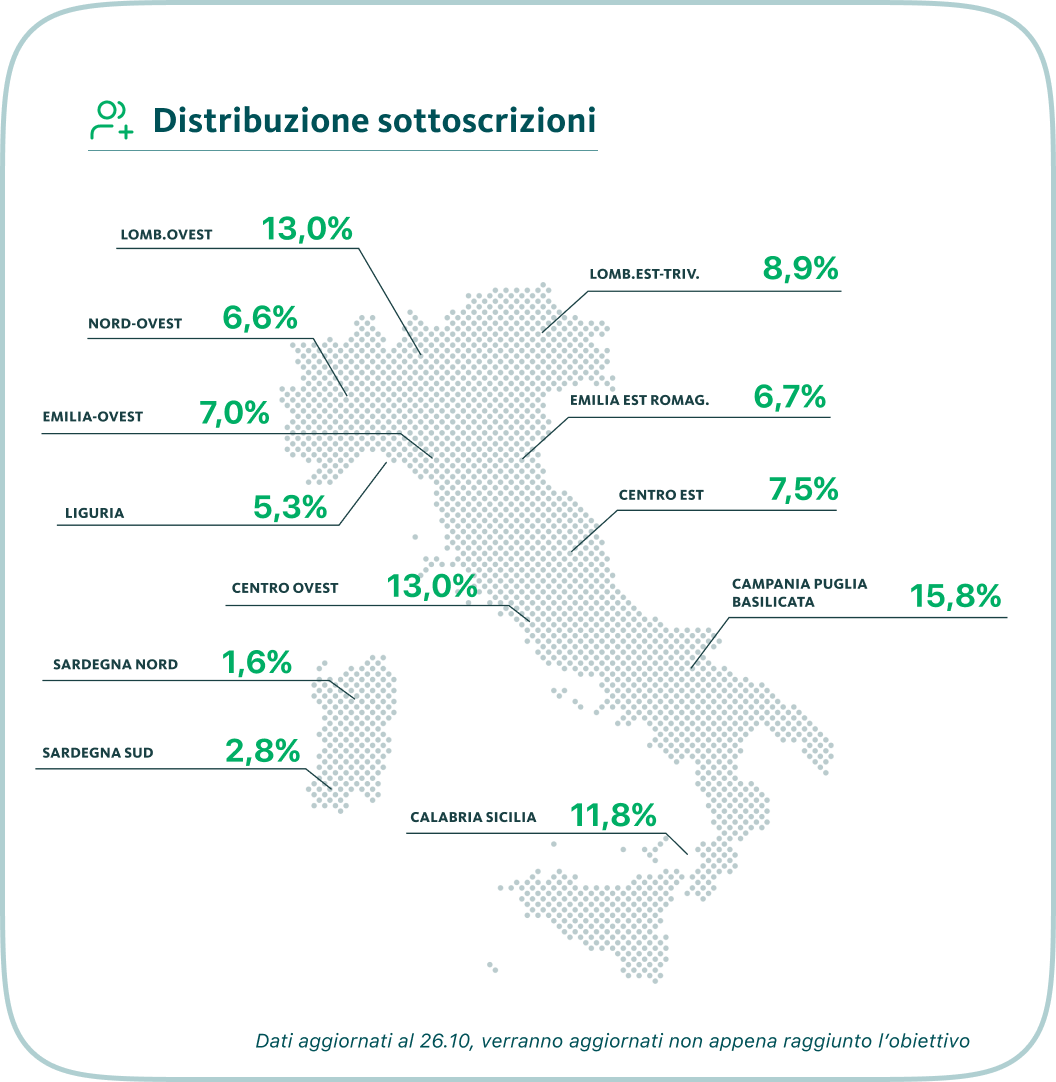 Distribuzione sottoscrizioni
LOMB.OVEST 13,0%
LOMB.EST-TRIV. 8,9%
NORD-OVEST 6,6%
EMILIA EST ROMAG. 6,7%
EMILIA-OVEST 7,0%
CENTRO EST 7,5%
LIGURIA 5,3%
CENTRO OVEST 13,0%
CAMPANIA PUGLIA
BASILICATA 15,8%
SARDEGNA NORD 1,6%
SARDEGNA SUD 2,8%
CALABRIA SICILIA 11,8%
Dati aggiornati al 26.10, verranno aggiornati non appena raggiunto l’obiettivo